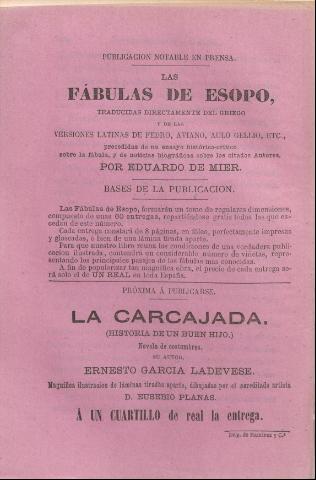 PUBLICACION NOTABLE EN PRENSA.
LAS
FÁBULAS DE ESOPO,
TRADUCIDAS DIRECTAMENTE DEL GRIEGO
Y DE LAS
VERSIONES LATINAS DE FEDRO, AVIANO, AULO GELLIO, ETC.,
precedidas de un ensayo histórico-crítico
sobre la fábula, y de noticias biográficas sobre los citados Autores,
POR EDUARDO DE MIER.
BASES DE LA PUBLICACION.
Las Fábulas de Esopo, formarán un tomo de regulares dimensiones,
compuesto de unas 60 entregas, repartiéndose gratis todas las que ex-
cedan de este número.
Cada entrega constará de 8 páginas, en fólio, perfectamente impresas
y glaseadas, ó bien de una lámina tirada aparte.
Para que nuestro libro reuna las condiciones de una verdadera publi-
cacion ilustrada, contendrá un considerable número de viñetas, repre-
sentando los principales pasajes de las fábulas mas conocidas.
A fin de popularizar tan magnífica obra, el precio de cada entrega se-
rá solo el de UN REAL en toda España.
PRÓXIMA Á PUBLICARSE.
LA CARCAJADA.
(HISTORIA DE UN BUEN HIJO.)
Novela de costumbres,
SU AUTOR,
ERNESTO GARCIA LADEVESE.
Magnífica ilustracion de láminas tiradas aparte, dibujadas por el acreditado artista
D. EUSEBIO PLANAS.
Á UN CUARTILLO de real la entrega.
Imp. de Ramirez y C.ª